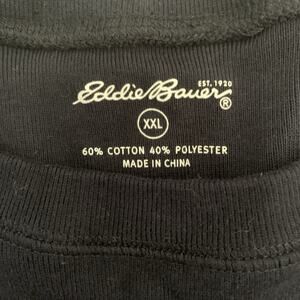 EST. 1920
Eddie Bauer®
XXL
60% COTTON 40% POLYESTER
MADE IN CHINA